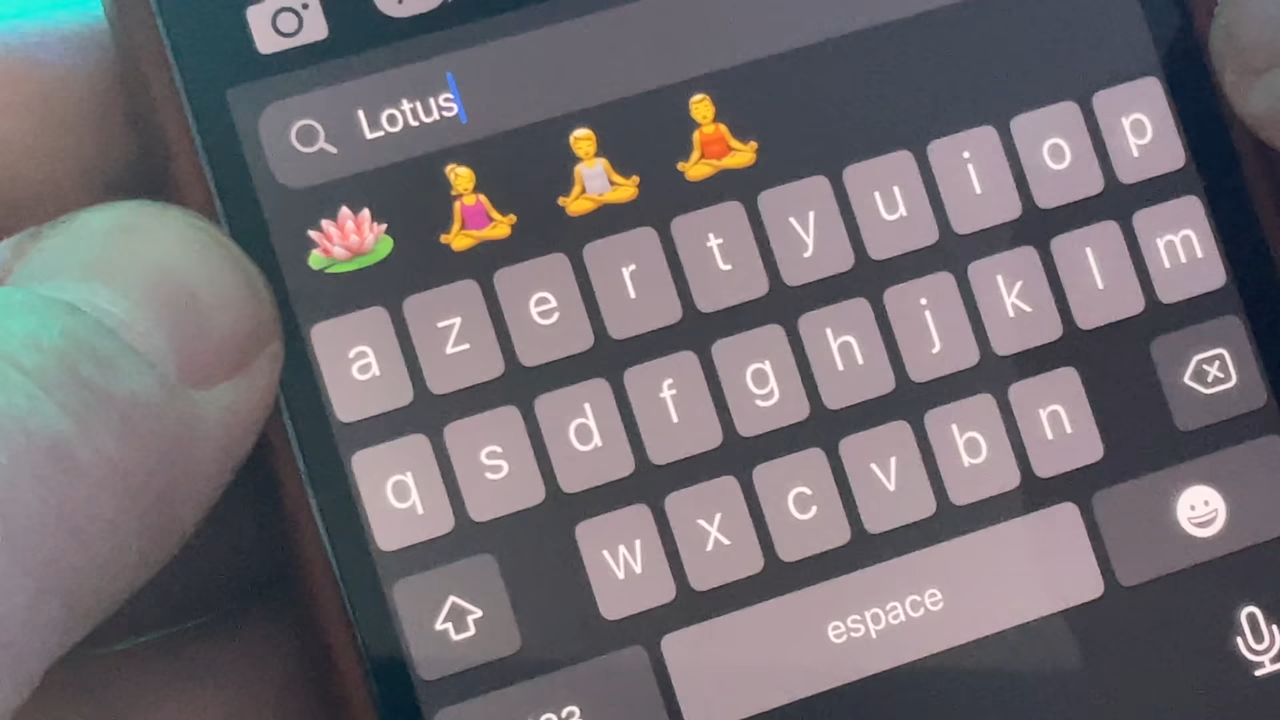 Lotus
a z e r t y u i o p
q s d f g h j k l m
w x c v b n
espace